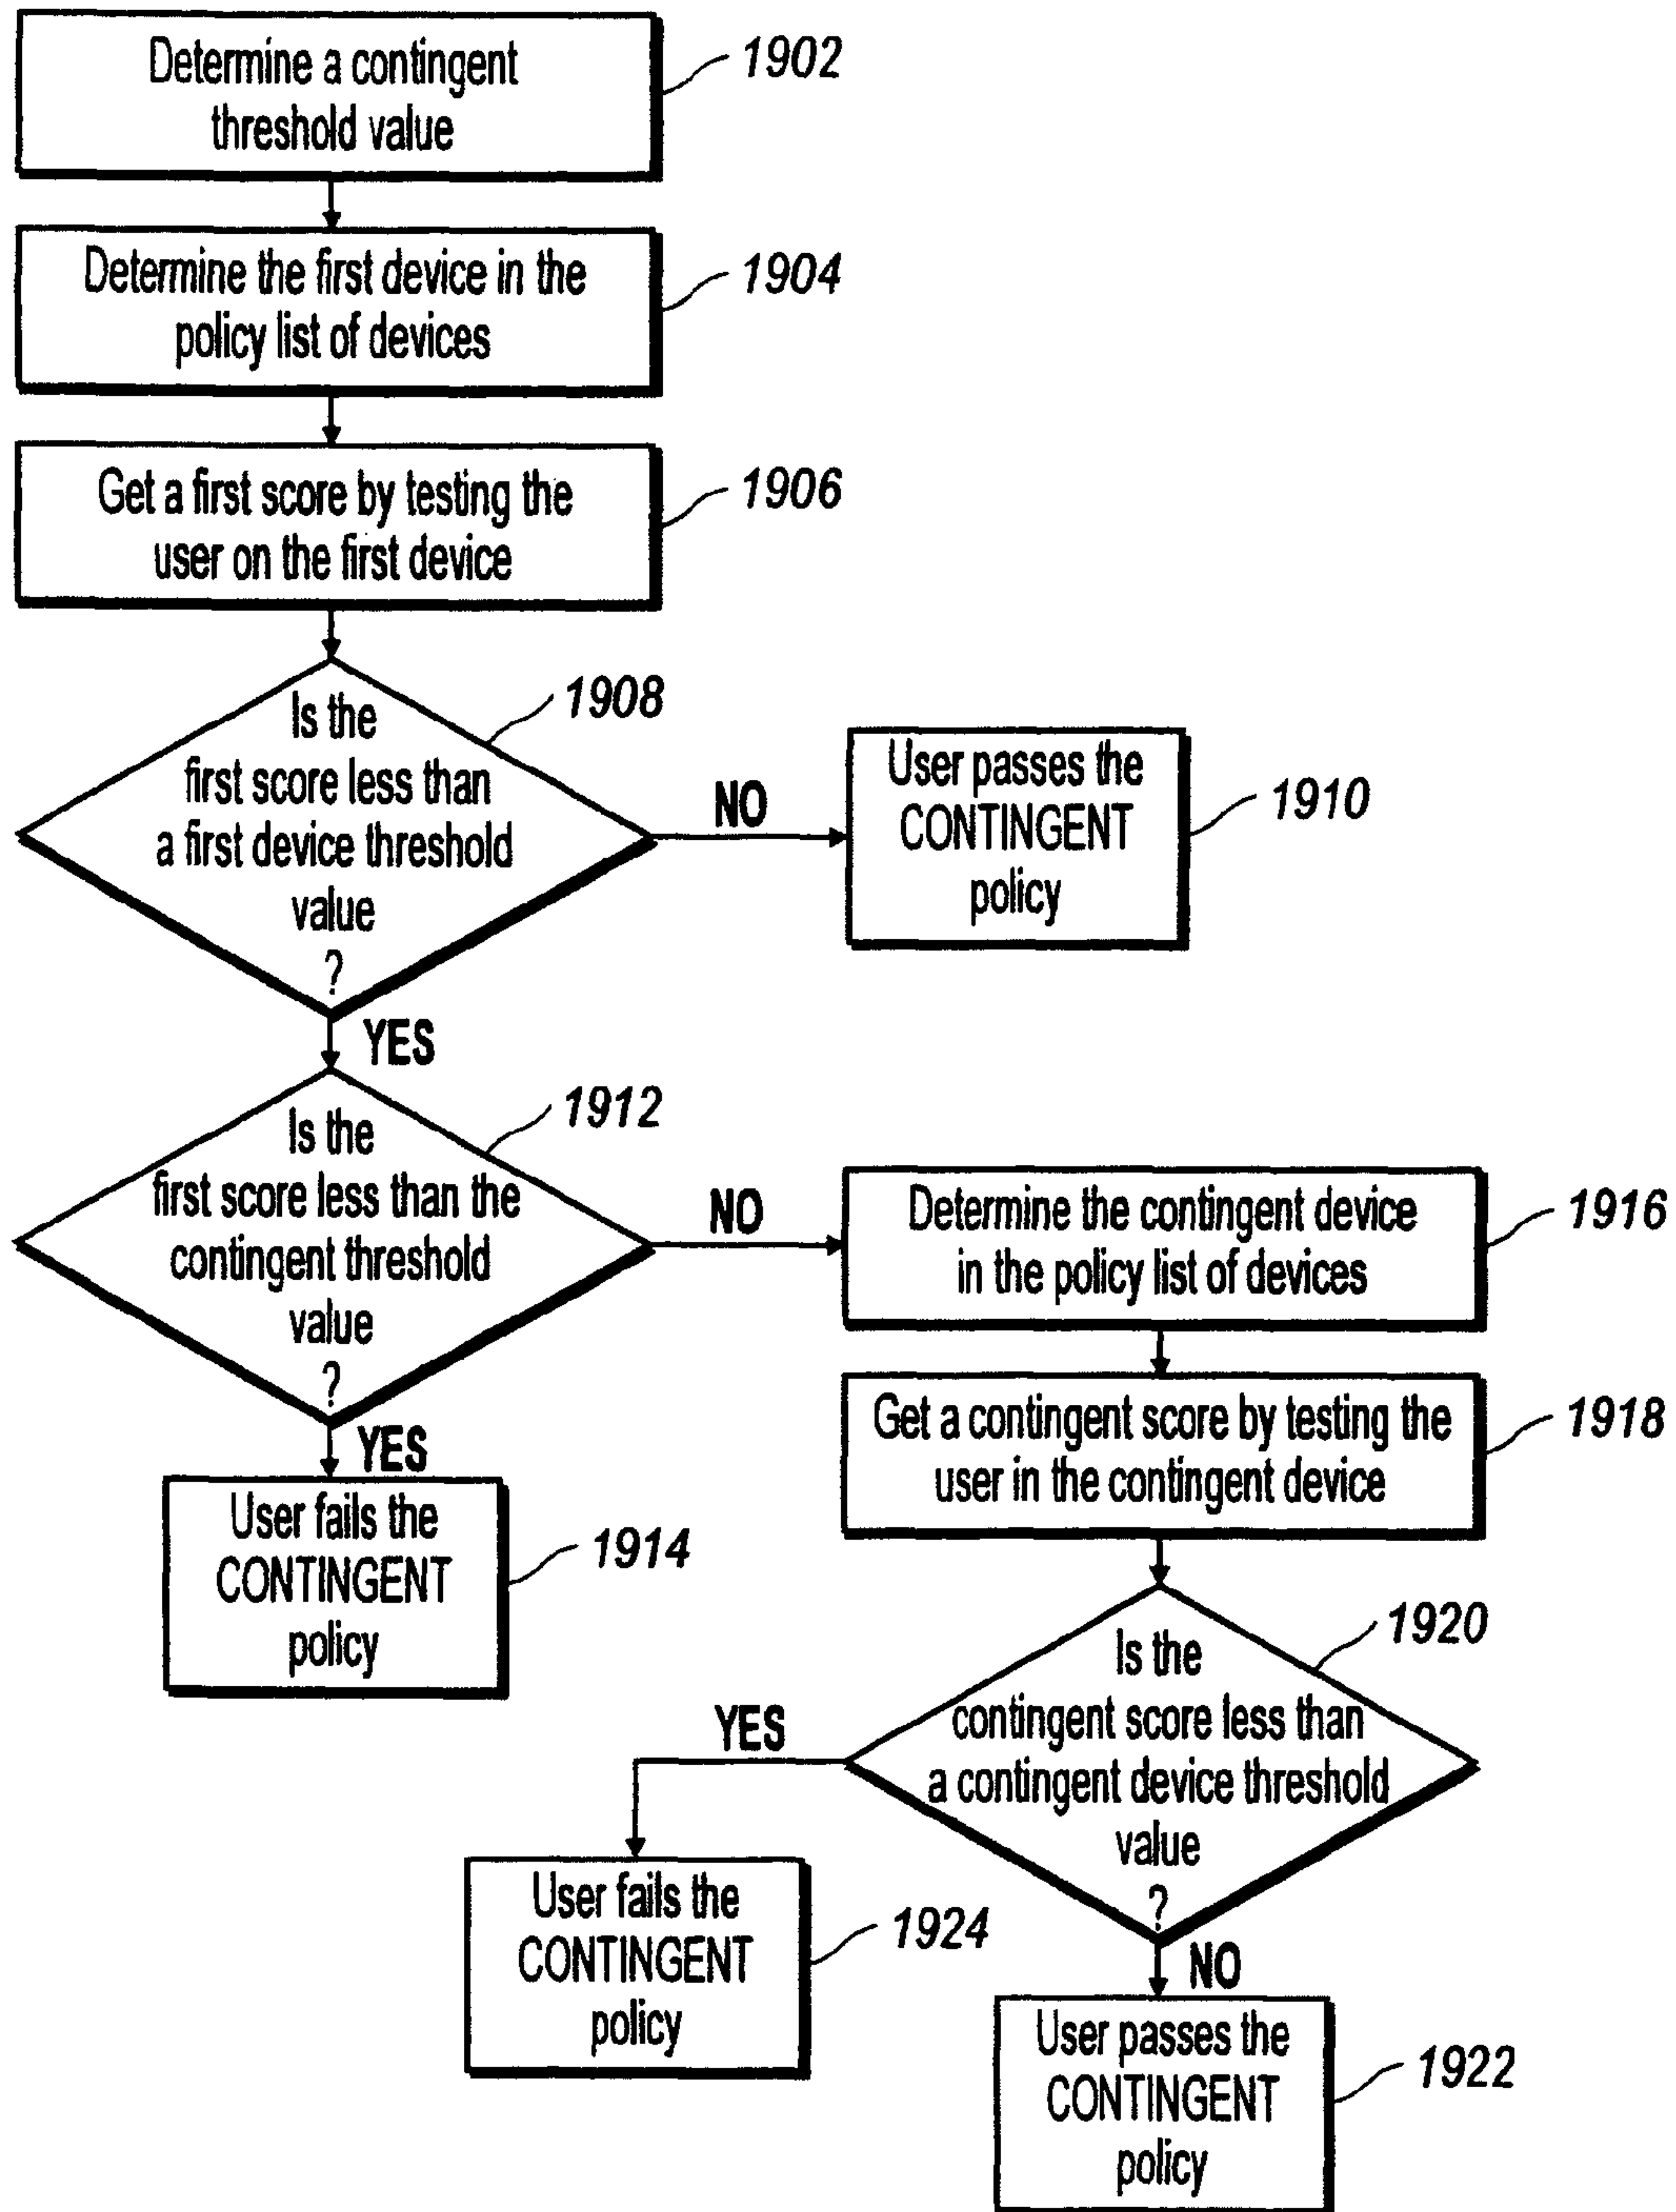 Determine a contingent
threshold value
1902
Determine the first device in the
policy list of devices
1904
Get a first score by testing the
user on the first device
1906
Is the
first score less than
a first device threshold
value
?
1908
NO
User passes the
CONTINGENT
policy
1910
YES
Is the
first score less than the
contingent threshold
value
?
1912
NO
Determine the contingent device
in the policy list of devices
1916
YES
User fails the
CONTINGENT
policy
1914
Get a contingent score by testing the
user in the contingent device
1918
Is the
contingent score less than
a contingent device threshold
value
?
1920
YES
User fails the
CONTINGENT
policy
1924
NO
User passes the
CONTINGENT
policy
1922